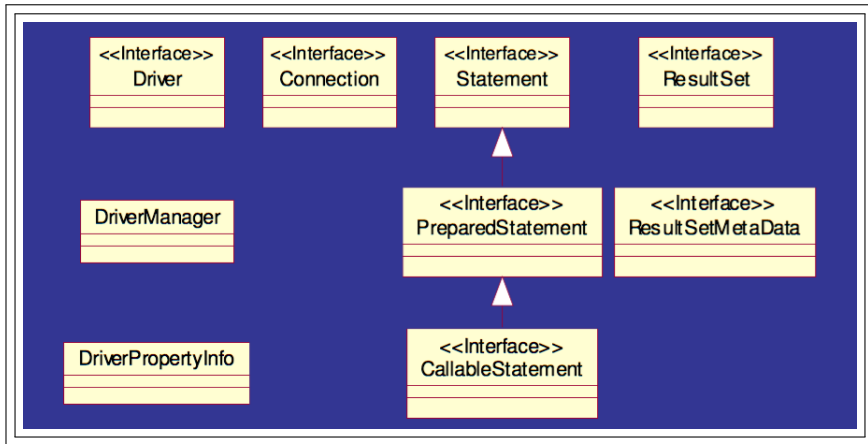 <<Interface>>
Driver
<<Interface>>
Connection
<<Interface>>
Statement
<<Interface>>
ResultSet
DriverManager
<<Interface>>
PreparedStatement
<<Interface>>
ResultSetMetaData
DriverPropertyInfo
<<Interface>>
CallableStatement